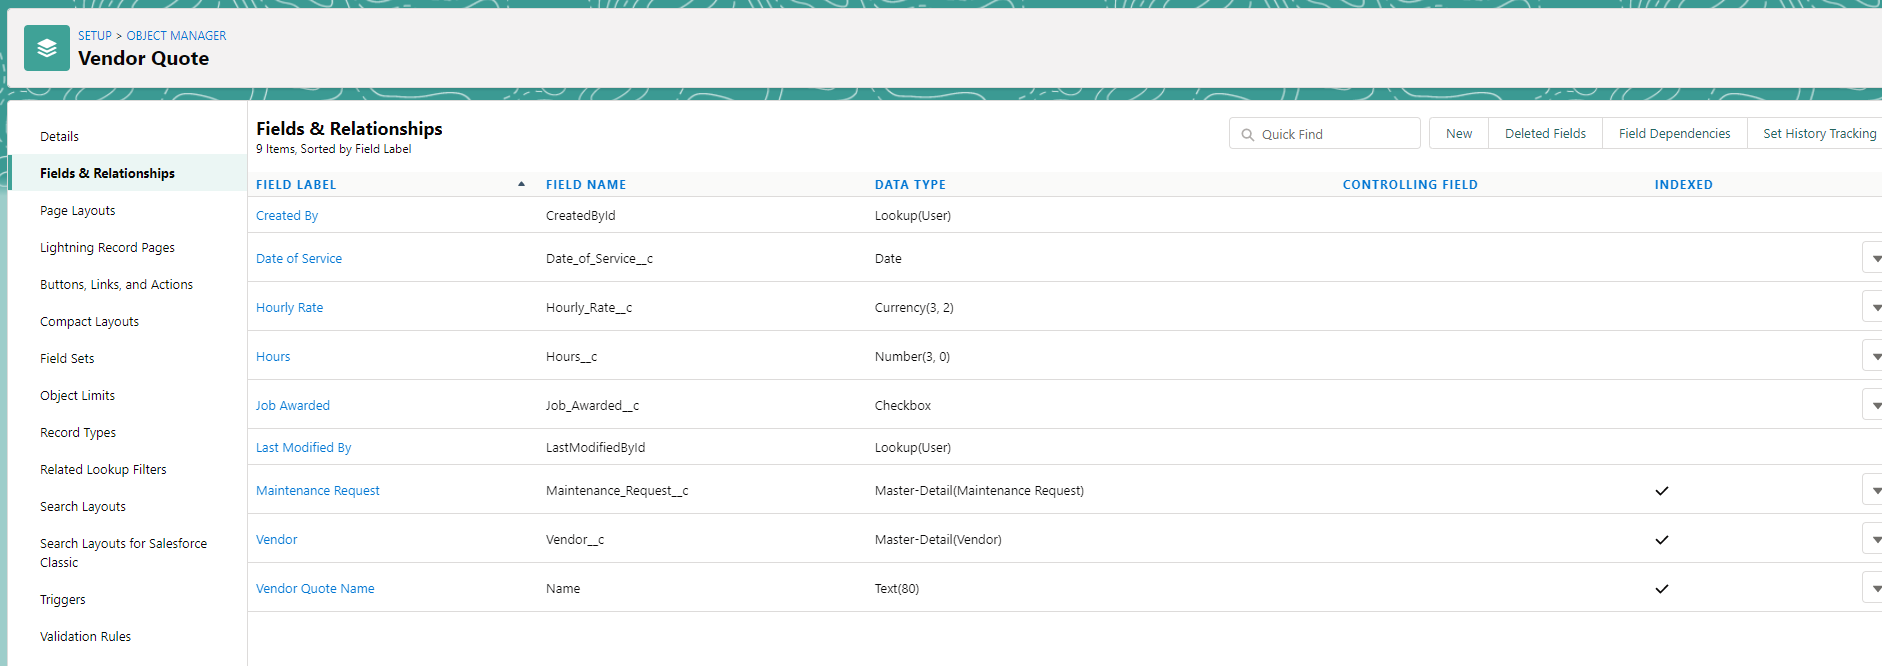 SETUP > OBJECT MANAGER
Vendor Quote
Details
Fields & Relationships
Page Layouts
Lightning Record Pages
Buttons, Links, and Actions
Compact Layouts
Field Sets
Object Limits
Record Types
Related Lookup Filters
Search Layouts
Search Layouts for Salesforce
Classic
Triggers
Validation Rules
Fields & Relationships
9 Items, Sorted by Field Label
Quick Find New Deleted Fields Field Dependencies Set History Tracking
FIELD LABEL FIELD NAME DATA TYPE CONTROLLING FIELD INDEXED
Created By CreatedById Lookup(User)
Date of Service Date_of_Service__c Date
Hourly Rate Hourly_Rate__c Currency(3, 2)
Hours Hours__c Number(3, 0)
Job Awarded Job_Awarded__c Checkbox
Last Modified By LastModifiedById Lookup(User)
Maintenance Request Maintenance_Request__c Master-Detail(Maintenance Request)
Vendor Vendor__c Master-Detail(Vendor)
Vendor Quote Name Name Text(80)